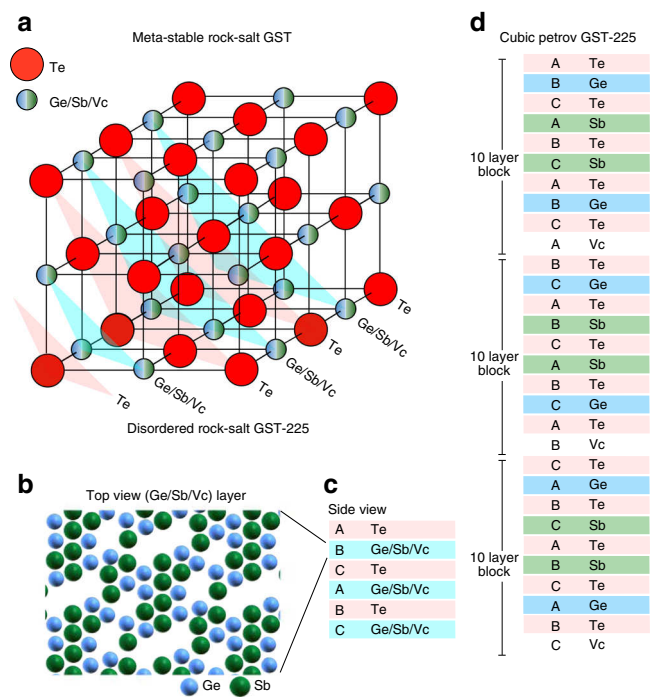 a
Meta-stable rock-salt GST
Te
Ge/Sb/Vc
Te
Ge/Sb/Vc
Te
Ge/Sb/Vc
Te
Ge/Sb/Vc
Te
Disordered rock-salt GST-225
b
Top view (Ge/Sb/Vc) layer
Ge
Sb
c
Side view
A Te
B Ge/Sb/Vc
C Te
A Ge/Sb/Vc
B Te
C Ge/Sb/Vc
d
Cubic petrov GST-225
10 layer
block
A Te
B Ge
C Te
A Sb
B Te
C Sb
A Te
B Ge
C Te
A Vc
10 layer
block
B Te
C Ge
A Te
B Sb
C Te
A Sb
B Te
C Ge
A Te
B Vc
10 layer
block
C Te
A Ge
B Te
C Sb
A Te
B Sb
C Te
A Ge
B Te
C Vc